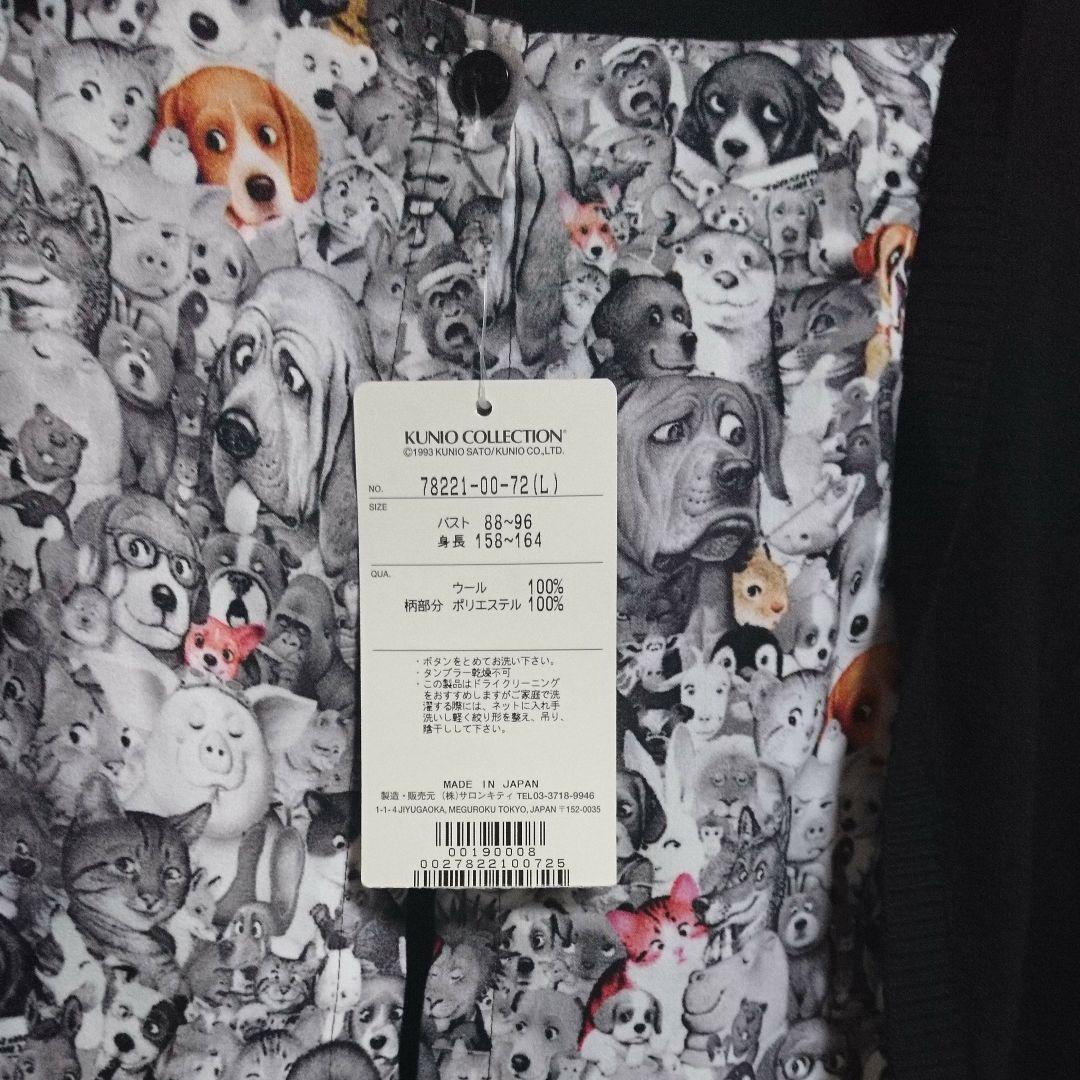 KUNIO COLLECTION®
©1993 KUNIO SATO/KUNIO CO.,LTD.
NO. 78221-00-72(L)
SIZE
バスト 88~96
身長 158~164
QUA.
ウール 100%
柄部分 ポリエステル 100%
・ボタンをとめてお洗い下さい。
・タンブラー乾燥不可
・この製品はドライクリーニング
をおすすめしますがご家庭で洗
濯する際には、ネットに入れ手
洗いし軽く絞り形を整え、吊り、
陰干しして下さい。
MADE IN JAPAN
製造・販売元 (株)サロンキティ TEL03-3718-9946
1-1-4 JIYUGAOKA, MEGUROKU TOKYO, JAPAN 〒152-0035
00190008
0027822100725